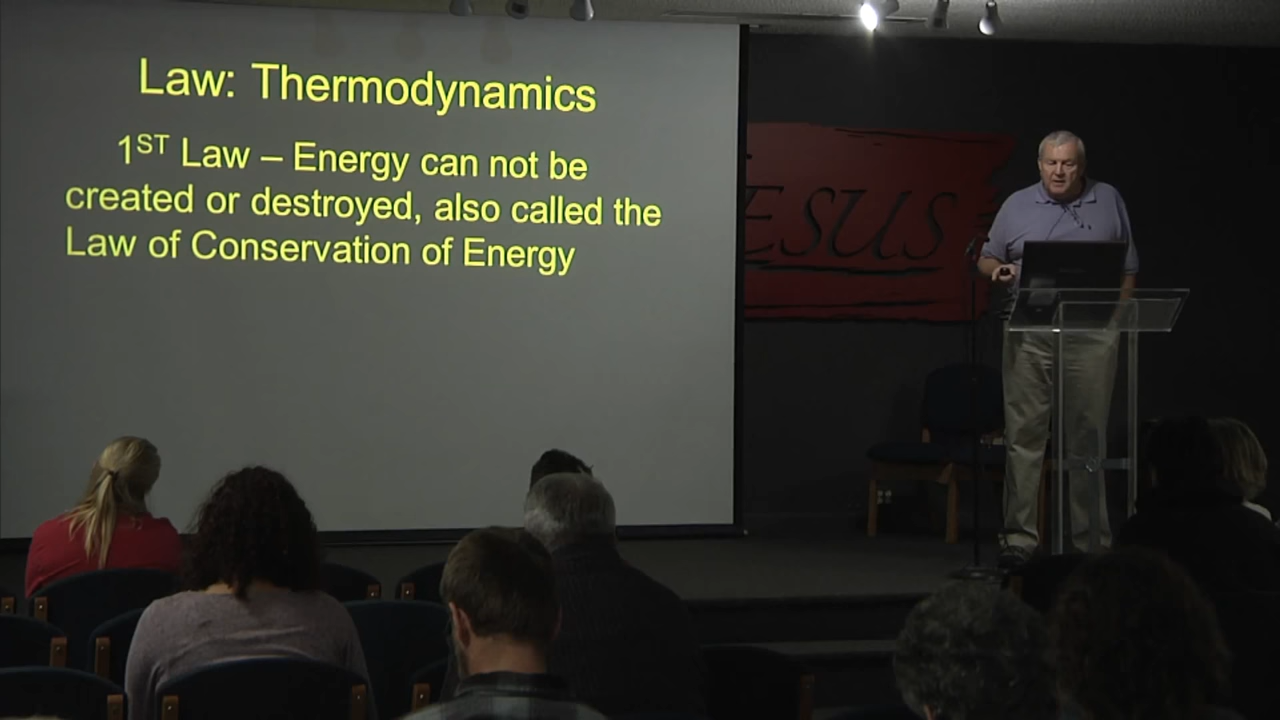 Law: Thermodynamics
1ST Law – Energy can not be
created or destroyed, also called the
Law of Conservation of Energy
ESUS